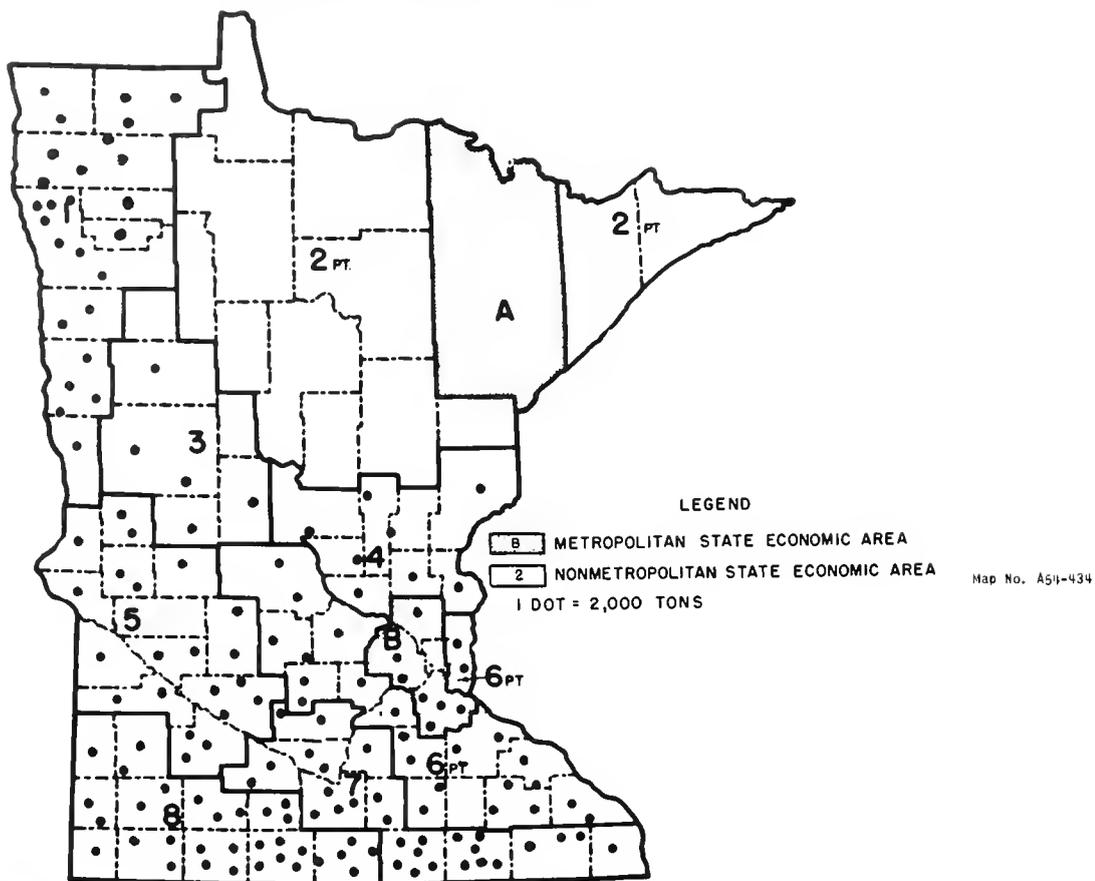 1
2 PT.
2 PT
A
3
4
5
B
6 PT
6 PT
7
8
LEGEND
B METROPOLITAN STATE ECONOMIC AREA
2 NONMETROPOLITAN STATE ECONOMIC AREA
1 DOT = 2,000 TONS
Map No. A54-434